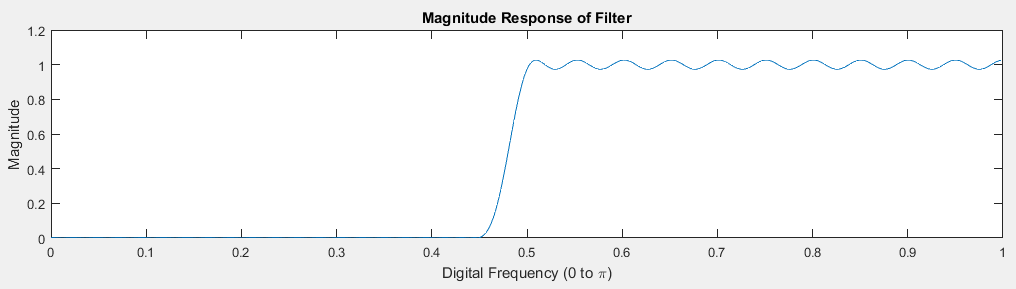 Magnitude Response of Filter
Magnitude
1.2
1
0.8
0.6
0.4
0.2
0
0 0.1 0.2 0.3 0.4 0.5 0.6 0.7 0.8 0.9 1
Digital Frequency (0 to π)